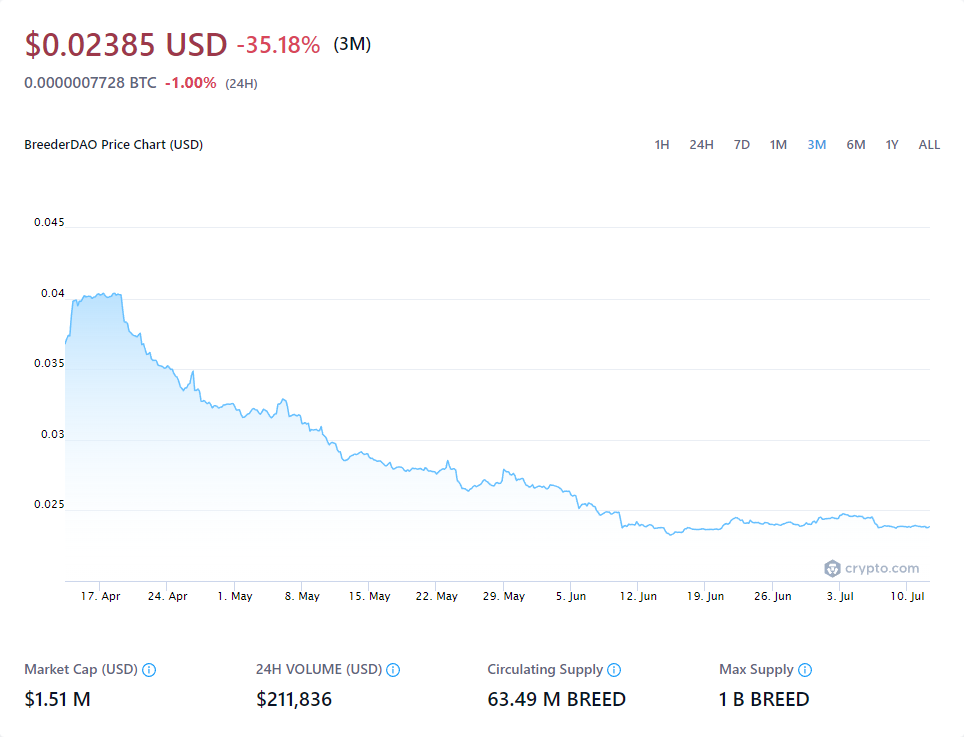 $0.02385 USD -35.18% (3M)
0.0000007728 BTC -1.00% (24H)
BreederDAO Price Chart (USD) 1H 24H 7D 1M 3M 6M 1Y ALL
0.045
0.04
0.035
0.03
0.025
crypto.com
17. Apr 24. Apr 1. May 8. May 15. May 22. May 29. May 5. Jun 12. Jun 19. Jun 26. Jun 3. Jul 10. Jul
Market Cap (USD) 24H VOLUME (USD) Circulating Supply Max Supply
$1.51 M $211,836 63.49 M BREED 1 B BREED